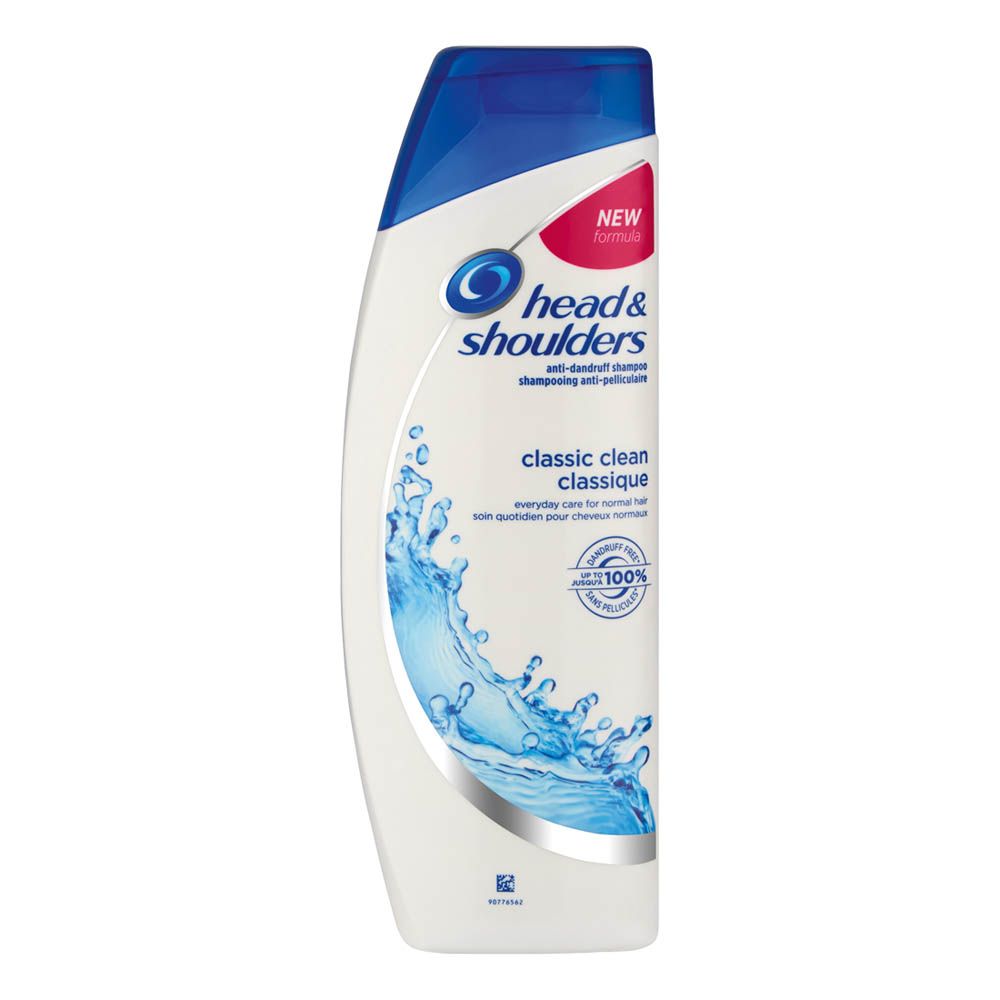 NEW
formula
head &
shoulders
anti-dandruff shampoo
shampooing anti-pelliculaire
classic clean
classique
everyday care for normal hair
soin quotidien pour cheveux normaux
DANDRUFF FREE*
UP TO
JUSQU'À 100%
SANS PELLICULES*
90776562